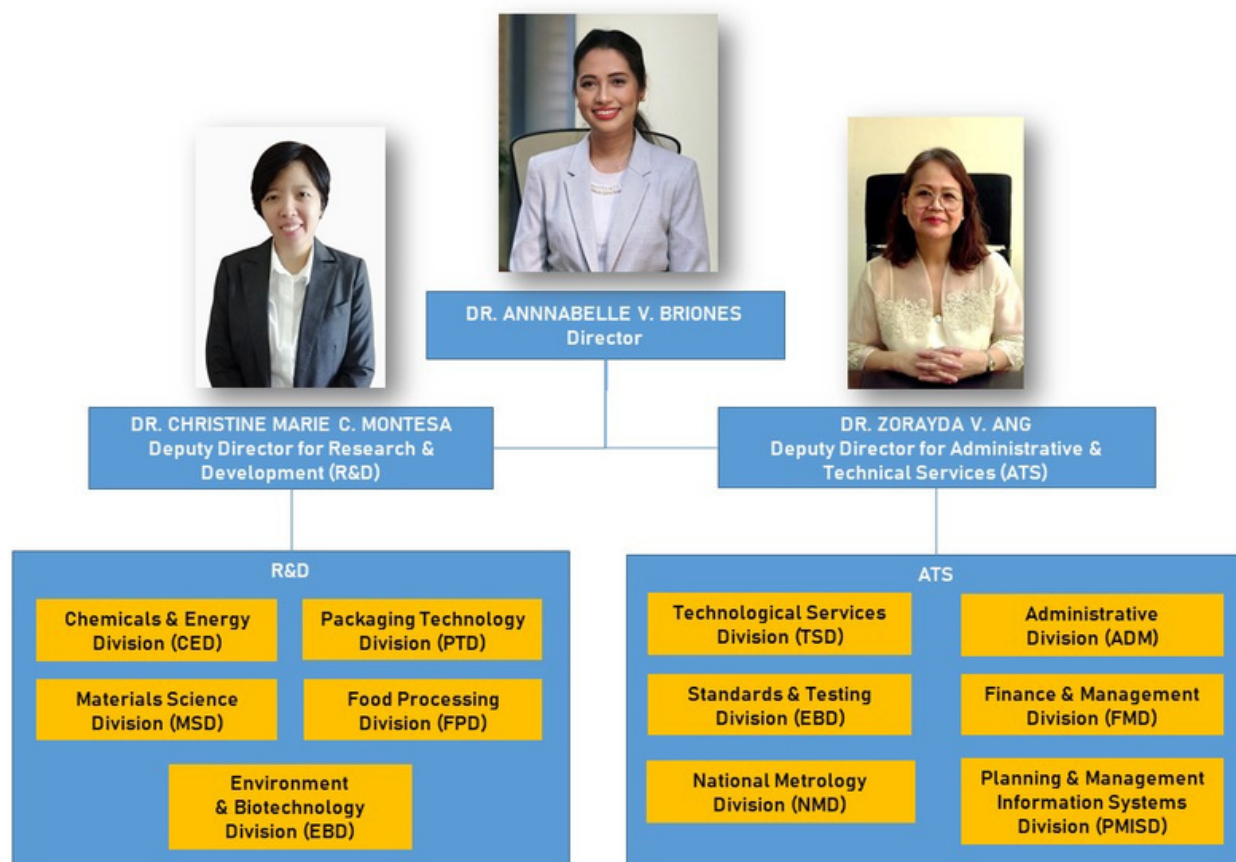 DR. ANNNABELLE V. BRIONES
Director
DR. CHRISTINE MARIE C. MONTESA
Deputy Director for Research &
Development (R&D)
DR. ZORAYDA V. ANG
Deputy Director for Administrative &
Technical Services (ATS)
R&D
Chemicals & Energy
Division (CED)
Packaging Technology
Division (PTD)
Materials Science
Division (MSD)
Food Processing
Division (FPD)
Environment
& Biotechnology
Division (EBD)
ATS
Technological Services
Division (TSD)
Administrative
Division (ADM)
Standards & Testing
Division (EBD)
Finance & Management
Division (FMD)
National Metrology
Division (NMD)
Planning & Management
Information Systems
Division (PMISD)